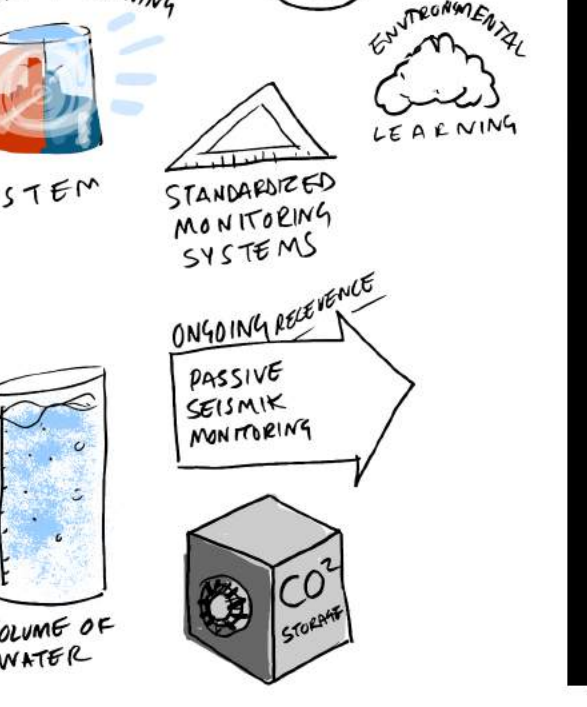 ENVIRONMENTAL
LEARNING
STEM
STANDARDIZED
MONITORING
SYSTEMS
ONGOING RELEVENCE
PASSIVE
SEISMIK
MONITORING
OLUME OF
WATER
CO²
STORAGE